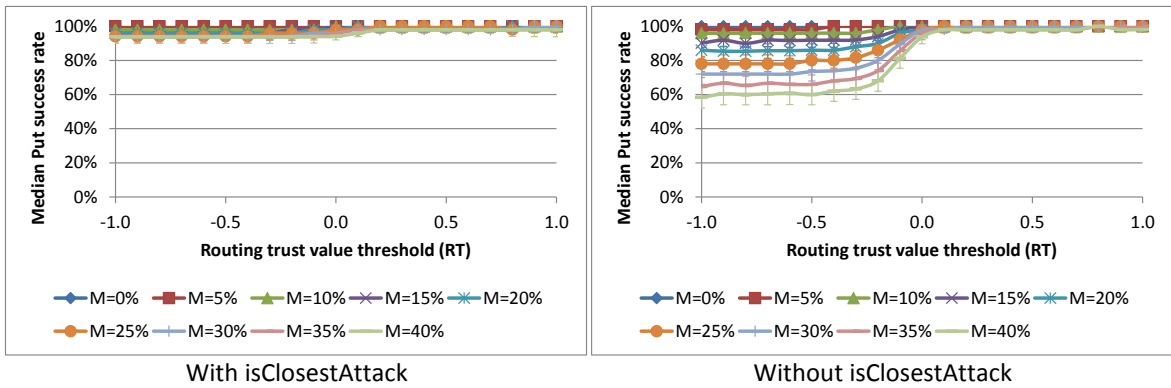 100%
80%
60%
40%
20%
0%
Median Put success rate
-1.0 -0.5 0.0 0.5 1.0
Routing trust value threshold (RT)
M=0% M=5% M=10% M=15% M=20%
M=25% M=30% M=35% M=40%
With isClosestAttack
100%
80%
60%
40%
20%
0%
Median Put success rate
-1.0 -0.5 0.0 0.5 1.0
Routing trust value threshold (RT)
M=0% M=5% M=10% M=15% M=20%
M=25% M=30% M=35% M=40%
Without isClosestAttack